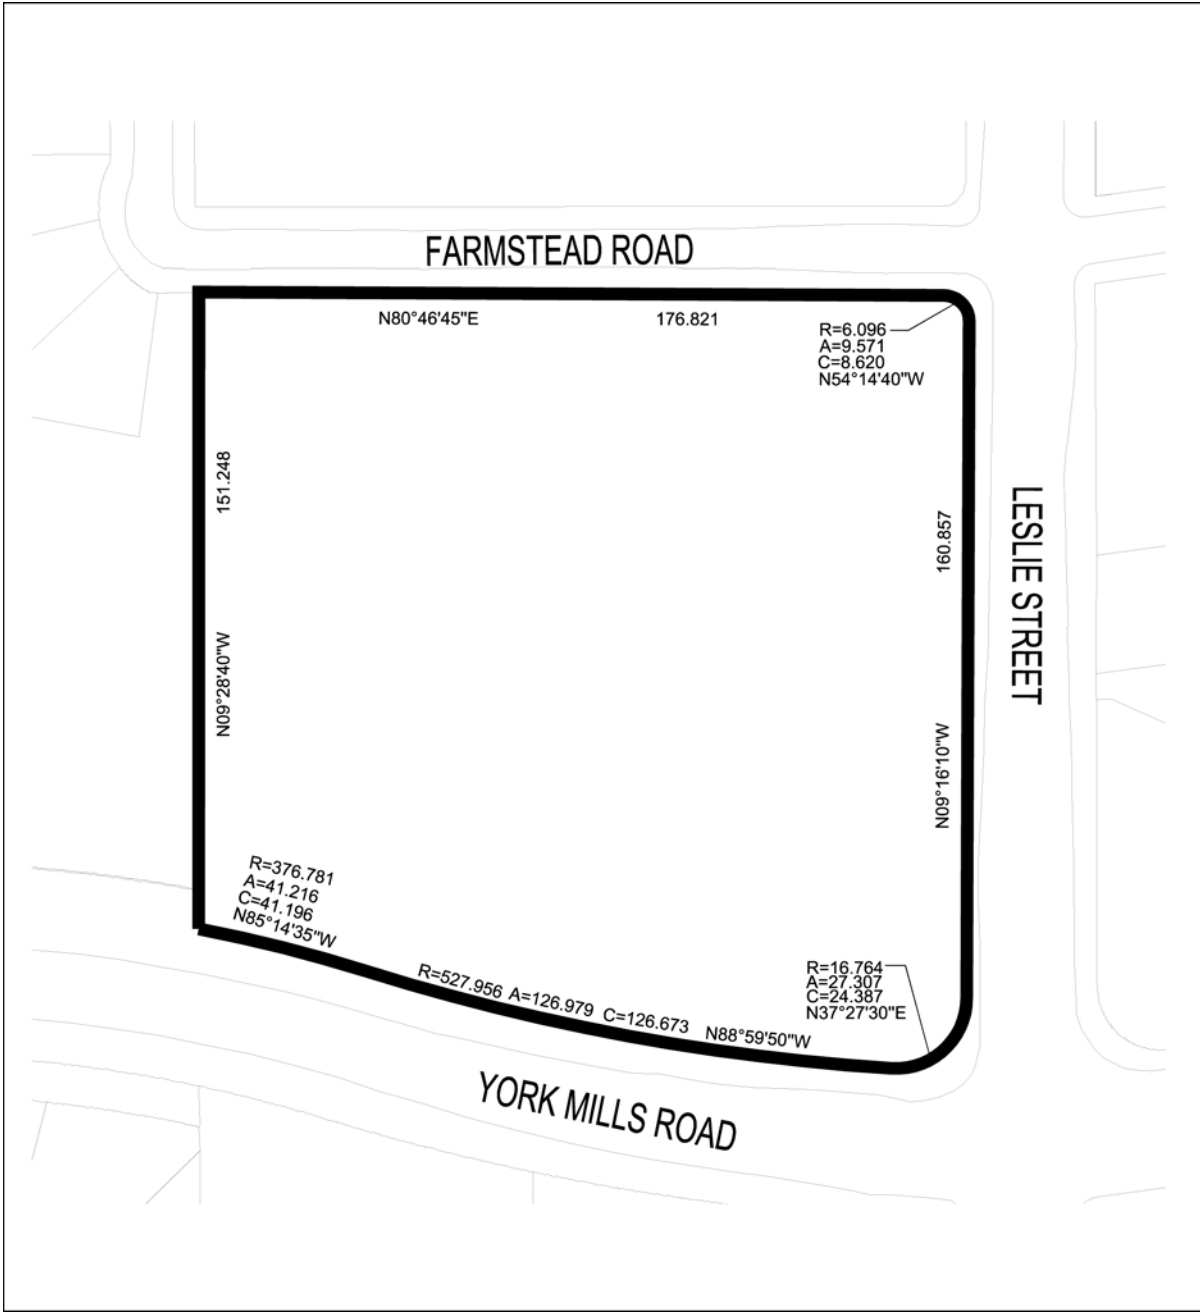 FARMSTEAD ROAD
N80°46'45"E
176.821
R=6.096
A=9.571
C=8.620
N54°14'40"W
151.248
N09°28'40"W
160.857
N09°16'10"W
LESLIE STREET
R=376.781
A=41.216
C=41.196
N85°14'35"W
R=527.956 A=126.979 C=126.673 N88°59'50"W
R=16.764
A=27.307
C=24.387
N37°27'30"E
YORK MILLS ROAD